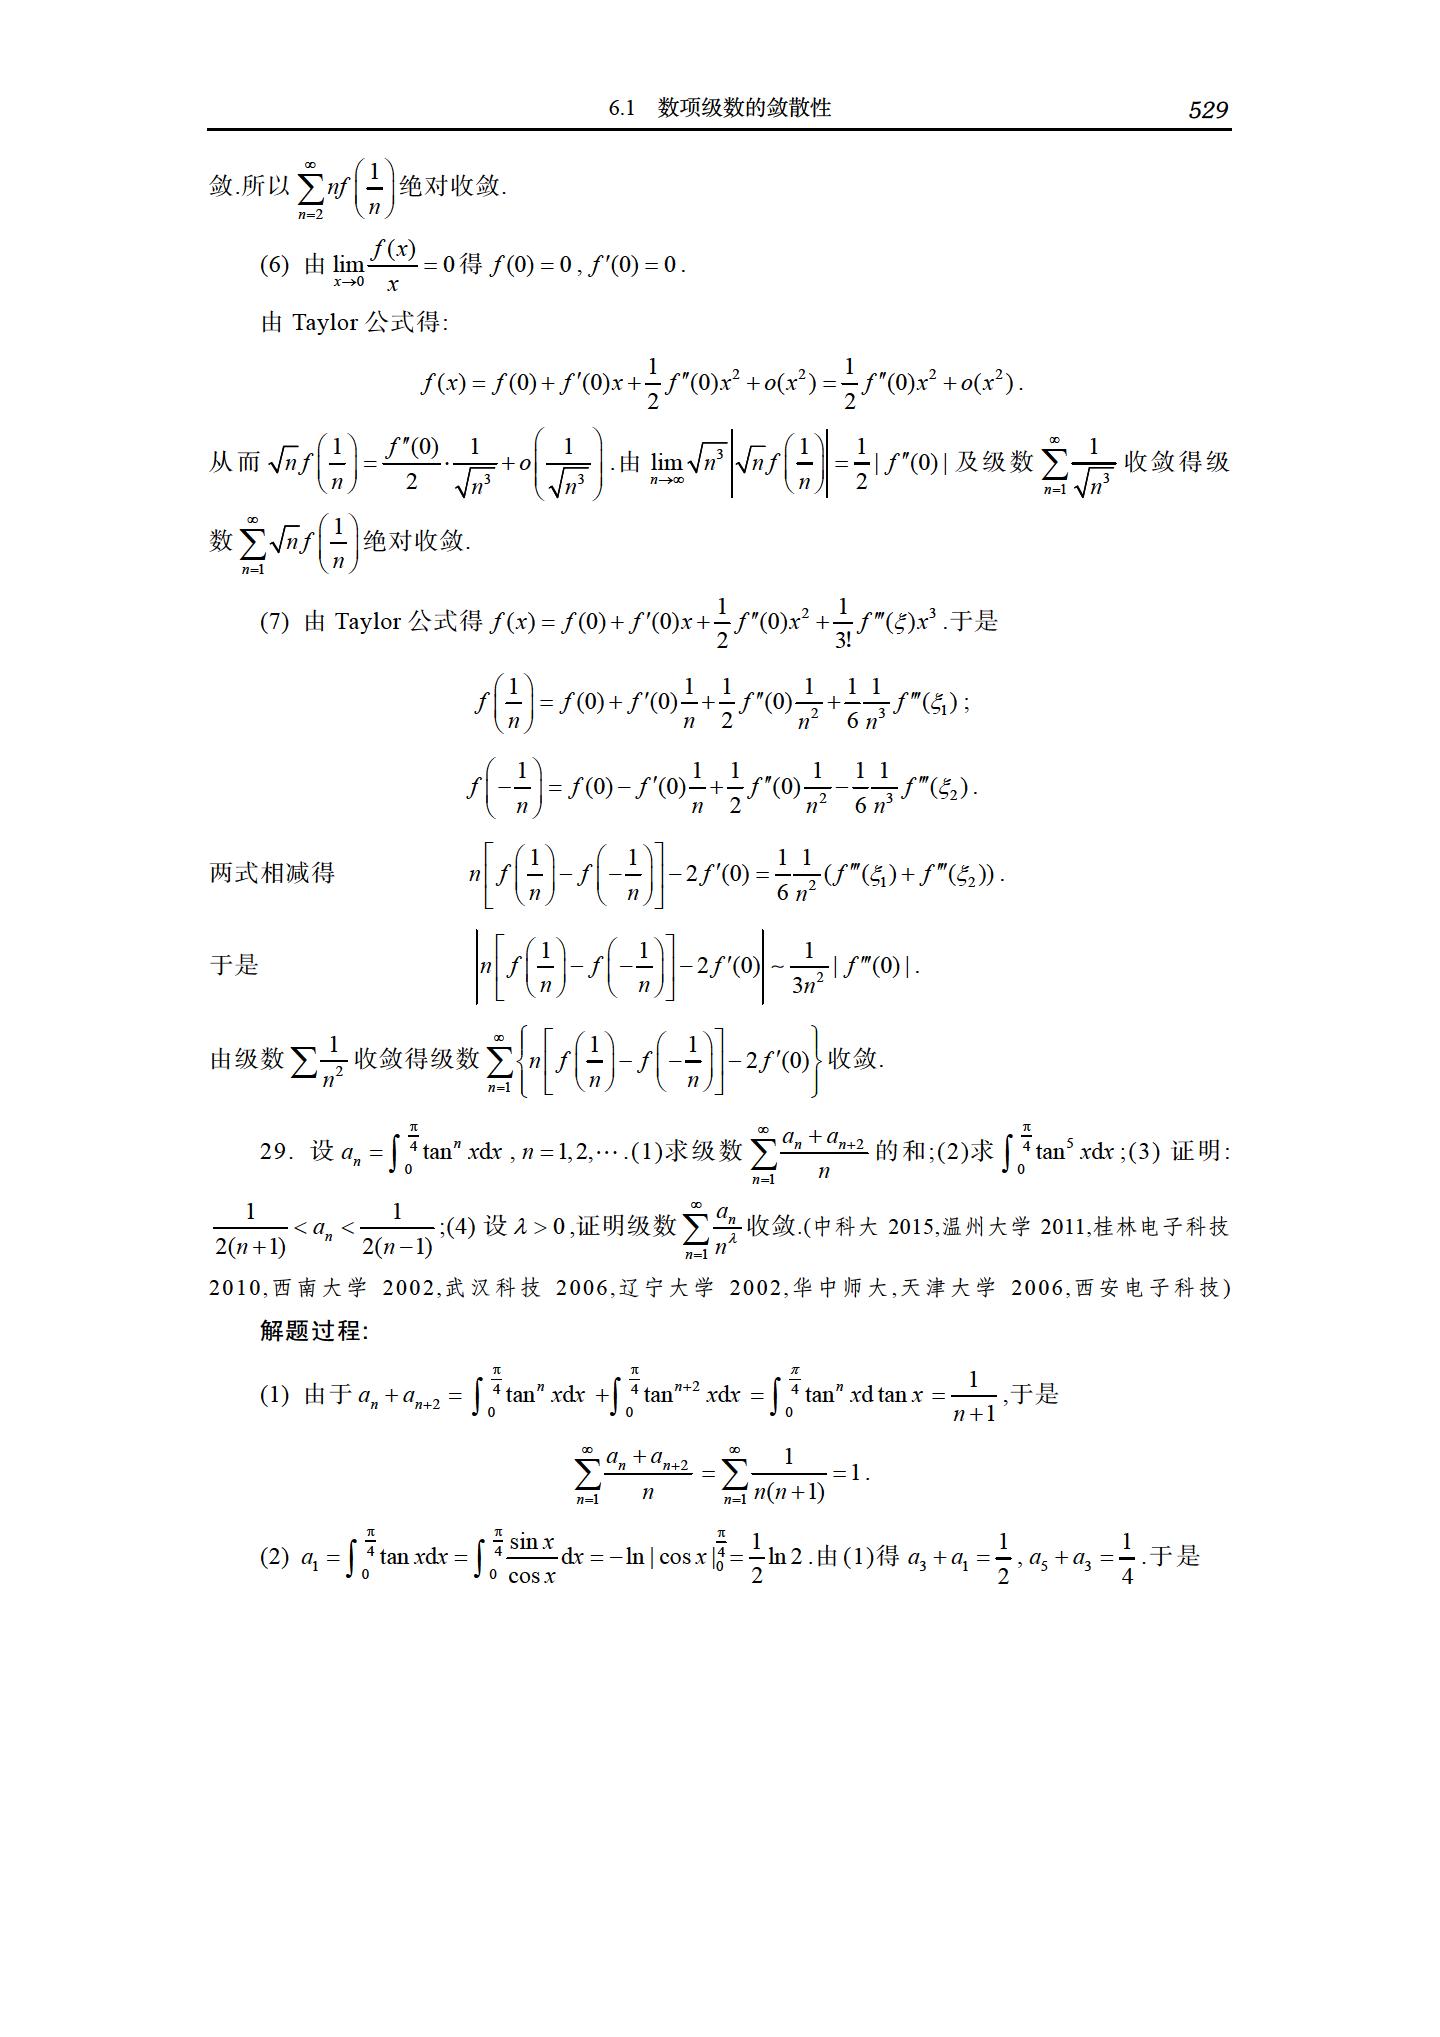 6.1 数项级数的敛散性 529
敛.所以 $\sum_{n=2}^{\infty} nf\left(\frac{1}{n}\right)$ 绝对收敛.
(6) 由 $\lim_{x\to 0}\frac{f(x)}{x}=0$ 得 $f(0)=0, f'(0)=0$.
由 Taylor 公式得:
$f(x)=f(0)+f'(0)x+\frac{1}{2}f''(0)x^2+o(x^2)=\frac{1}{2}f''(0)x^2+o(x^2)$.
从而 $\sqrt{n}f\left(\frac{1}{n}\right)=\frac{f''(0)}{2}\cdot\frac{1}{\sqrt{n^3}}+o\left(\frac{1}{\sqrt{n^3}}\right)$.由 $\lim_{n\to\infty}\sqrt{n^3}\left|\sqrt{n}f\left(\frac{1}{n}\right)\right|=\frac{1}{2}|f''(0)|$ 及级数 $\sum_{n=1}^{\infty}\frac{1}{\sqrt{n^3}}$ 收敛得级
数 $\sum_{n=1}^{\infty}\sqrt{n}f\left(\frac{1}{n}\right)$ 绝对收敛.
(7) 由 Taylor 公式得 $f(x)=f(0)+f'(0)x+\frac{1}{2}f''(0)x^2+\frac{1}{3!}f'''(\xi)x^3$.于是
$f\left(\frac{1}{n}\right)=f(0)+f'(0)\frac{1}{n}+\frac{1}{2}f''(0)\frac{1}{n^2}+\frac{1}{6}\frac{1}{n^3}f'''(\xi_1)$;
$f\left(-\frac{1}{n}\right)=f(0)-f'(0)\frac{1}{n}+\frac{1}{2}f''(0)\frac{1}{n^2}-\frac{1}{6}\frac{1}{n^3}f'''(\xi_2)$.
两式相减得 $n\left[f\left(\frac{1}{n}\right)-f\left(-\frac{1}{n}\right)\right]-2f'(0)=\frac{1}{6}\frac{1}{n^2}(f'''(\xi_1)+f'''(\xi_2))$.
于是 $\left|n\left[f\left(\frac{1}{n}\right)-f\left(-\frac{1}{n}\right)\right]-2f'(0)\right|\sim\frac{1}{3n^2}|f'''(0)|$.
由级数 $\sum\frac{1}{n^2}$ 收敛得级数 $\sum_{n=1}^{\infty}\left\{n\left[f\left(\frac{1}{n}\right)-f\left(-\frac{1}{n}\right)\right]-2f'(0)\right\}$ 收敛.
29. 设 $a_n=\int_0^{\frac{\pi}{4}}\tan^n x\mathrm{d}x, n=1,2,\cdots$.(1)求级数 $\sum_{n=1}^{\infty}\frac{a_n+a_{n+2}}{n}$ 的和;(2)求 $\int_0^{\frac{\pi}{4}}\tan^5 x\mathrm{d}x$;(3) 证明:
$\frac{1}{2(n+1)}<a_n<\frac{1}{2(n-1)}$;(4) 设 $\lambda>0$,证明级数 $\sum_{n=1}^{\infty}\frac{a_n}{n^\lambda}$ 收敛.(中科大 2015,温州大学 2011,桂林电子科技
2010,西南大学 2002,武汉科技 2006,辽宁大学 2002,华中师大,天津大学 2006,西安电子科技)
解题过程:
(1) 由于 $a_n+a_{n+2}=\int_0^{\frac{\pi}{4}}\tan^n x\mathrm{d}x+\int_0^{\frac{\pi}{4}}\tan^{n+2}x\mathrm{d}x=\int_0^{\frac{\pi}{4}}\tan^n x\mathrm{d}\tan x=\frac{1}{n+1}$,于是
$\sum_{n=1}^{\infty}\frac{a_n+a_{n+2}}{n}=\sum_{n=1}^{\infty}\frac{1}{n(n+1)}=1$.
(2) $a_1=\int_0^{\frac{\pi}{4}}\tan x\mathrm{d}x=\int_0^{\frac{\pi}{4}}\frac{\sin x}{\cos x}\mathrm{d}x=-\ln|\cos x|_0^{\frac{\pi}{4}}=\frac{1}{2}\ln 2$.由(1)得 $a_3+a_1=\frac{1}{2}, a_5+a_3=\frac{1}{4}$.于是